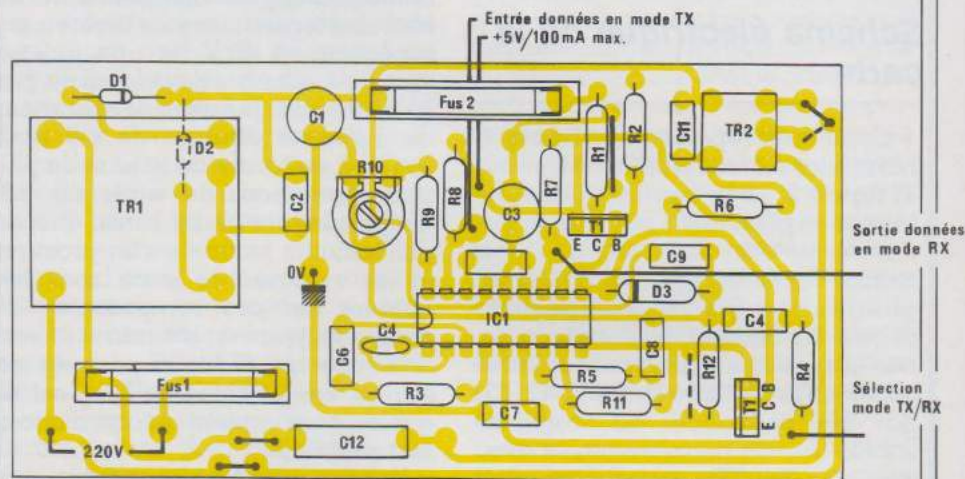 Schéma électrique
Entrée données en mode TX
+5V/100mA max.
D1
C1
Fus 2
R1
R2
C11
TR2
D2
R10
TR1
C2
R9
R8
C3
R7
T1
R6
E C B
Sortie données
en mode RX
C9
0V
D3
IC1
C4
C6
C4
C8
R3
R5
R12
R4
Fus1
R11
T1
E C B
Sélection
mode TX/RX
C7
220V
C12